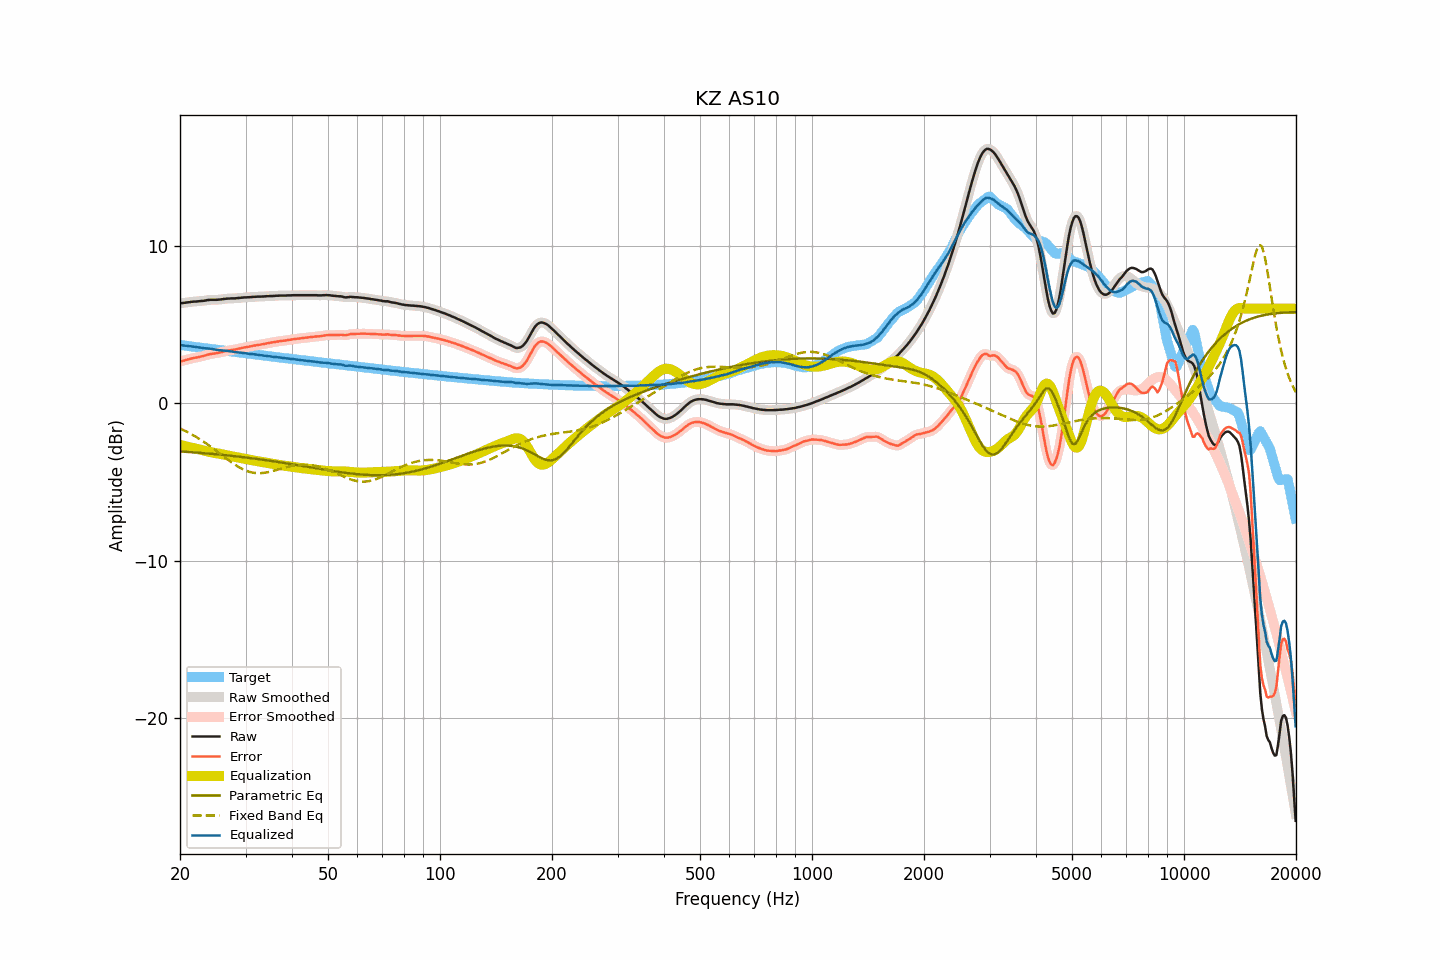 KZ AS10
Amplitude (dBr)
10
0
−10
−20
Target
Raw Smoothed
Error Smoothed
Raw
Error
Equalization
Parametric Eq
Fixed Band Eq
Equalized
20 50 100 200 500 1000 2000 5000 10000 20000
Frequency (Hz)